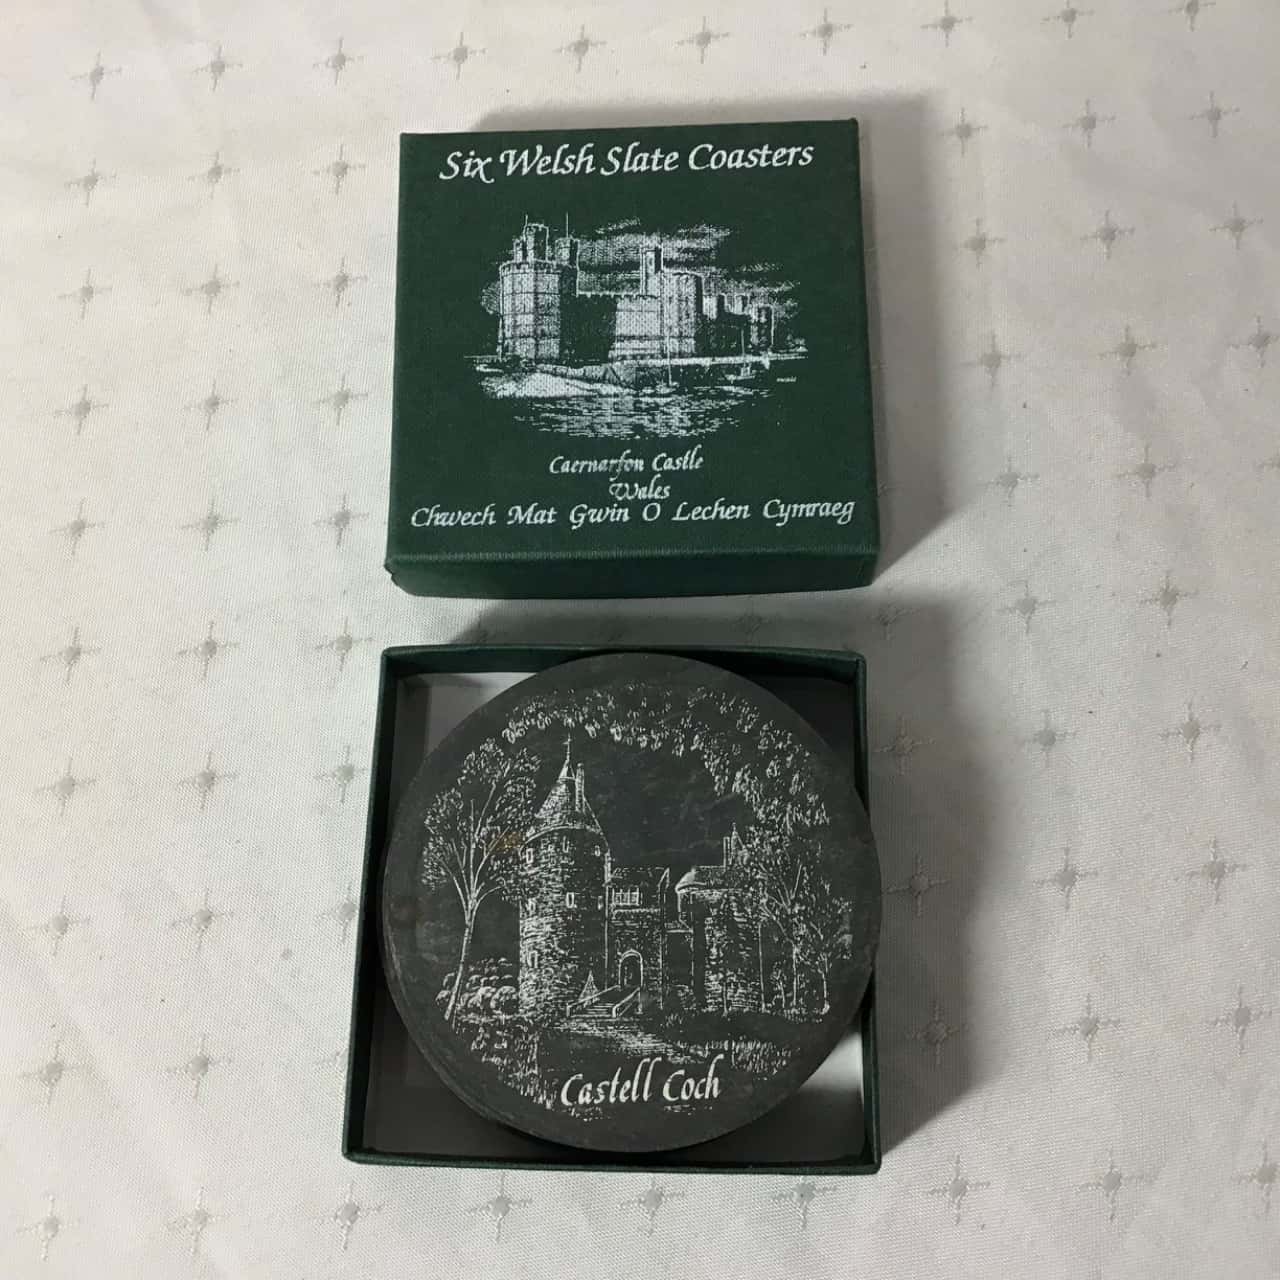 Six Welsh Slate Coasters
Caernarfon Castle
Wales
Chwech Mat Gwin O Lechen Cymraeg
Castell Coch